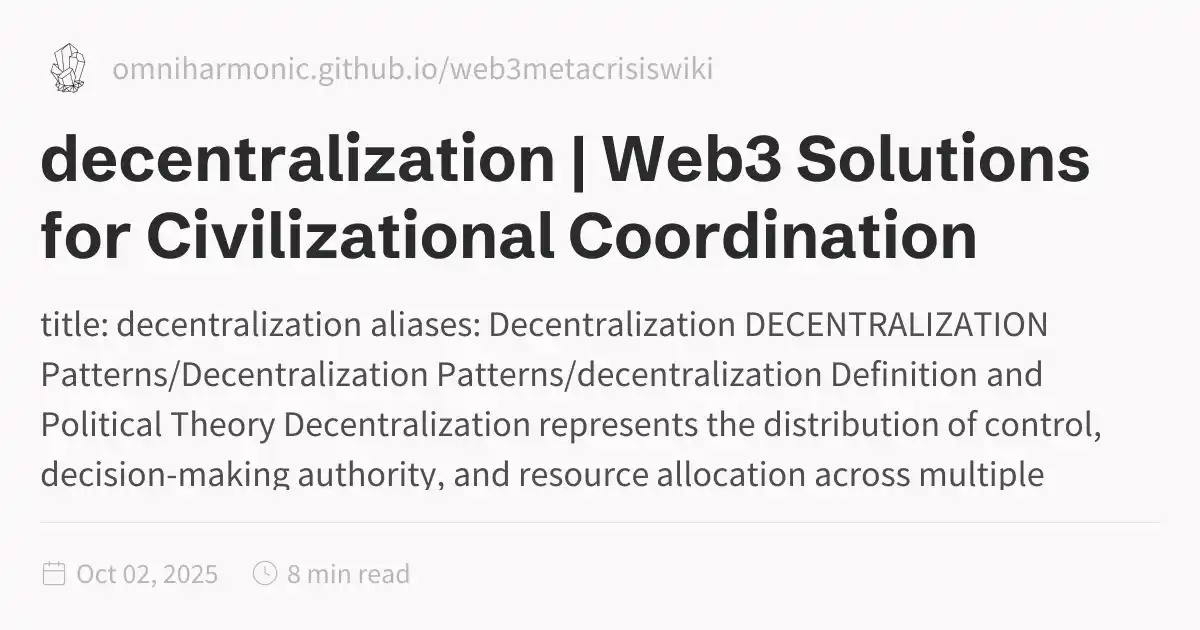 omniharmonic.github.io/web3metacrisiswiki
decentralization | Web3 Solutions
for Civilizational Coordination
title: decentralization aliases: Decentralization DECENTRALIZATION
Patterns/Decentralization Patterns/decentralization Definition and
Political Theory Decentralization represents the distribution of control,
decision-making authority, and resource allocation across multiple
Oct 02, 2025 8 min read